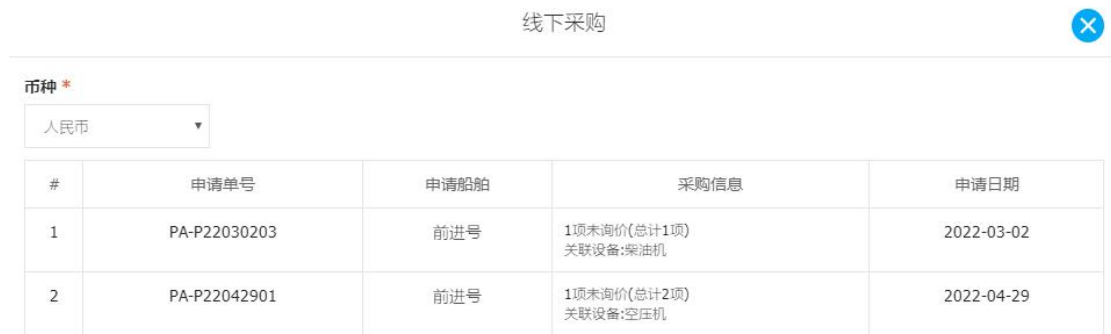 线下采购
币种 *
人民币
# 申请单号 申请船舶 采购信息 申请日期
1 PA-P22030203 前进号 1项未询价(总计1项) 2022-03-02
关联设备:柴油机
2 PA-P22042901 前进号 1项未询价(总计2项) 2022-04-29
关联设备:空压机